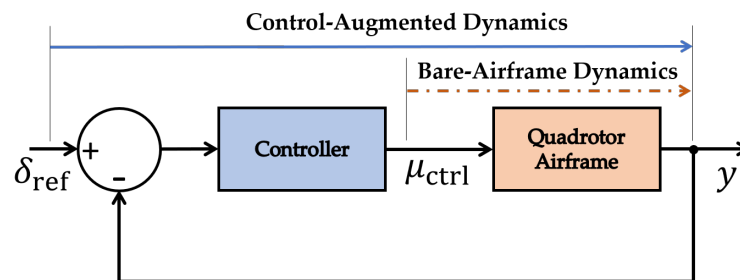 Control-Augmented Dynamics
Bare-Airframe Dynamics
δref
+
-
Controller
μctrl
Quadrotor
Airframe
y